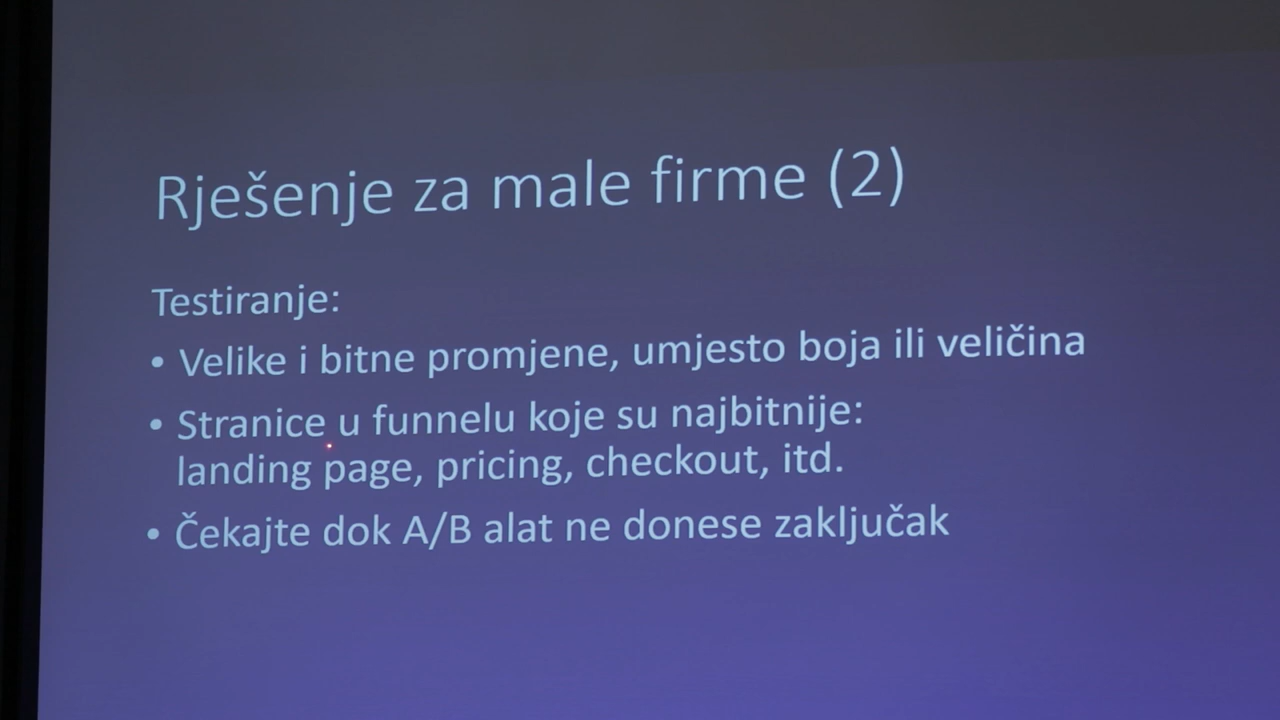 Rješenje za male firme (2)
Testiranje:
• Velike i bitne promjene, umjesto boja ili veličina
• Stranice u funnelu koje su najbitnije:
landing page, pricing, checkout, itd.
• Čekajte dok A/B alat ne donese zaključak